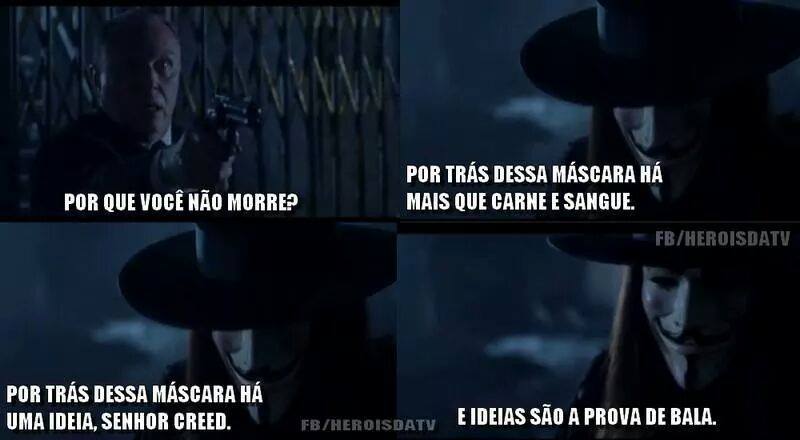 POR QUE VOCÊ NÃO MORRE?
POR TRÁS DESSA MÁSCARA HÁ
MAIS QUE CARNE E SANGUE.
FB/HEROISDATV
POR TRÁS DESSA MÁSCARA HÁ
UMA IDEIA, SENHOR CREED.
FB/HEROISDATV
E IDEIAS SÃO A PROVA DE BALA.